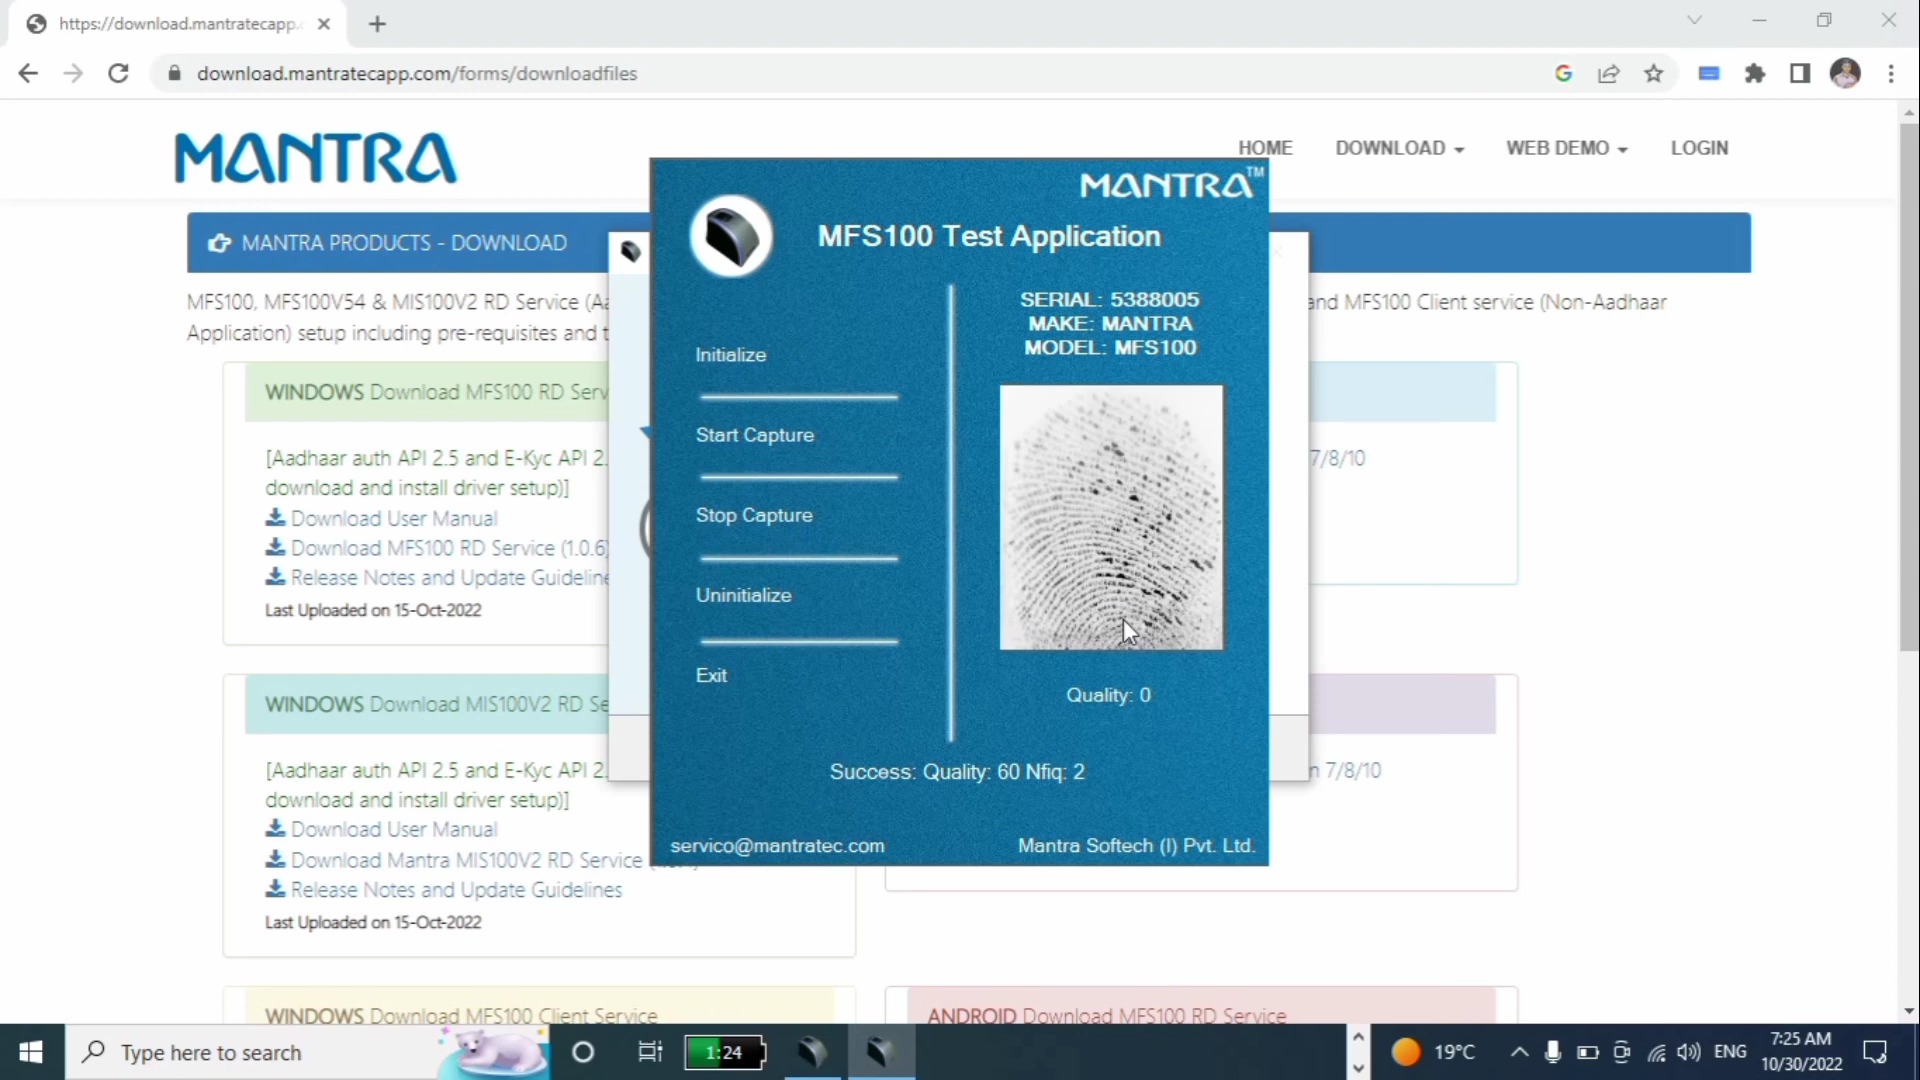 https://download.mantratecapp.
download.mantratecapp.com/forms/downloadfiles
MANTRA
HOME
DOWNLOAD
WEB DEMO
LOGIN
MANTRA PRODUCTS - DOWNLOAD
MFS100, MFS100V54 & MIS100V2 RD Service (Aa
and MFS100 Client service (Non-Aadhaar
Application) setup including pre-requisites and t
WINDOWS Download MFS100 RD Serv
[Aadhaar auth API 2.5 and E-Kyc API 2.
download and install driver setup)]
Download User Manual
Download MFS100 RD Service (1.0.6)
Release Notes and Update Guideline
Last Uploaded on 15-Oct-2022
7/8/10
WINDOWS Download MIS100V2 RD Se
[Aadhaar auth API 2.5 and E-Kyc API 2.
download and install driver setup)]
Download User Manual
Download Mantra MIS100V2 RD Service
Release Notes and Update Guidelines
Last Uploaded on 15-Oct-2022
n 7/8/10
WINDOWS Download MFS100 Client Service
ANDROID Download MFS100 RD Service
MANTRA™
MFS100 Test Application
SERIAL: 5388005
MAKE: MANTRA
MODEL: MFS100
Initialize
Start Capture
Stop Capture
Uninitialize
Exit
Quality: 0
Success: Quality: 60 Nfiq: 2
servico@mantratec.com
Mantra Softech (I) Pvt. Ltd.
Type here to search
1:24
19°C
ENG
7:25 AM
10/30/2022